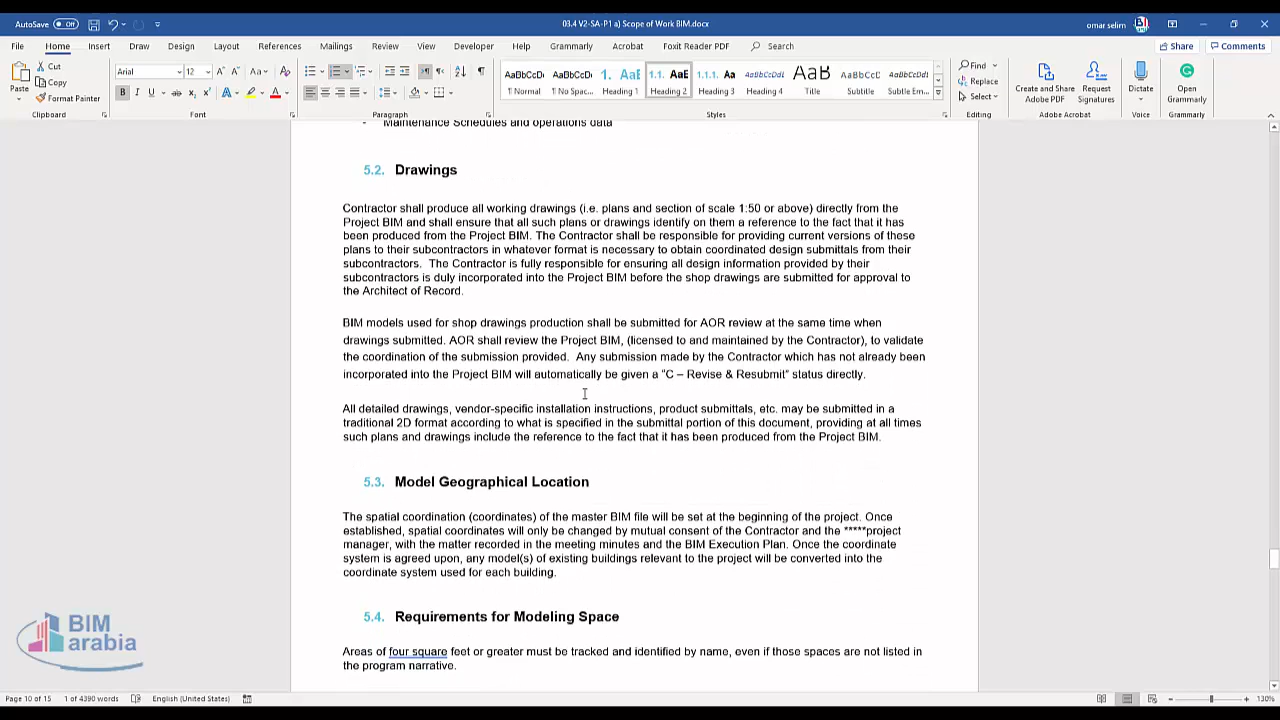 AutoSave Off 03.4 V2-SA-P1 a) Scope of Work BIM.docx omar selim
File Home Insert Draw Design Layout References Mailings Review View Developer Help Grammarly Acrobat Foxit Reader PDF Search Share Comments
Paste Cut Copy Format Painter
Arial 12 A A Aa
B I U ab x x A A
AaBbCcDc AaBbCcDc 1. AaE 1.1. AaE 1.1.1. Aa AaBbCcDdI AaB AaBbCcD AaBbCcDdI
¶ Normal ¶ No Spac... Heading 1 Heading 2 Heading 3 Heading 4 Title Subtitle Subtle Em...
Find Replace Select
Create and Share Adobe PDF Request Signatures Dictate Open Grammarly
Clipboard Font Paragraph Styles Editing Adobe Acrobat Voice Grammarly
- Maintenance Schedules and operations data
5.2. Drawings
Contractor shall produce all working drawings (i.e. plans and section of scale 1:50 or above) directly from the
Project BIM and shall ensure that all such plans or drawings identify on them a reference to the fact that it has
been produced from the Project BIM. The Contractor shall be responsible for providing current versions of these
plans to their subcontractors in whatever format is necessary to obtain coordinated design submittals from their
subcontractors. The Contractor is fully responsible for ensuring all design information provided by their
subcontractors is duly incorporated into the Project BIM before the shop drawings are submitted for approval to
the Architect of Record.
BIM models used for shop drawings production shall be submitted for AOR review at the same time when
drawings submitted. AOR shall review the Project BIM, (licensed to and maintained by the Contractor), to validate
the coordination of the submission provided. Any submission made by the Contractor which has not already been
incorporated into the Project BIM will automatically be given a "C – Revise & Resubmit" status directly.
All detailed drawings, vendor-specific installation instructions, product submittals, etc. may be submitted in a
traditional 2D format according to what is specified in the submittal portion of this document, providing at all times
such plans and drawings include the reference to the fact that it has been produced from the Project BIM.
5.3. Model Geographical Location
The spatial coordination (coordinates) of the master BIM file will be set at the beginning of the project. Once
established, spatial coordinates will only be changed by mutual consent of the Contractor and the *****project
manager, with the matter recorded in the meeting minutes and the BIM Execution Plan. Once the coordinate
system is agreed upon, any model(s) of existing buildings relevant to the project will be converted into the
coordinate system used for each building.
5.4. Requirements for Modeling Space
Areas of four square feet or greater must be tracked and identified by name, even if those spaces are not listed in
the program narrative.
BIM
arabia
Page 10 of 15 1 of 4390 words English (United States) 130%